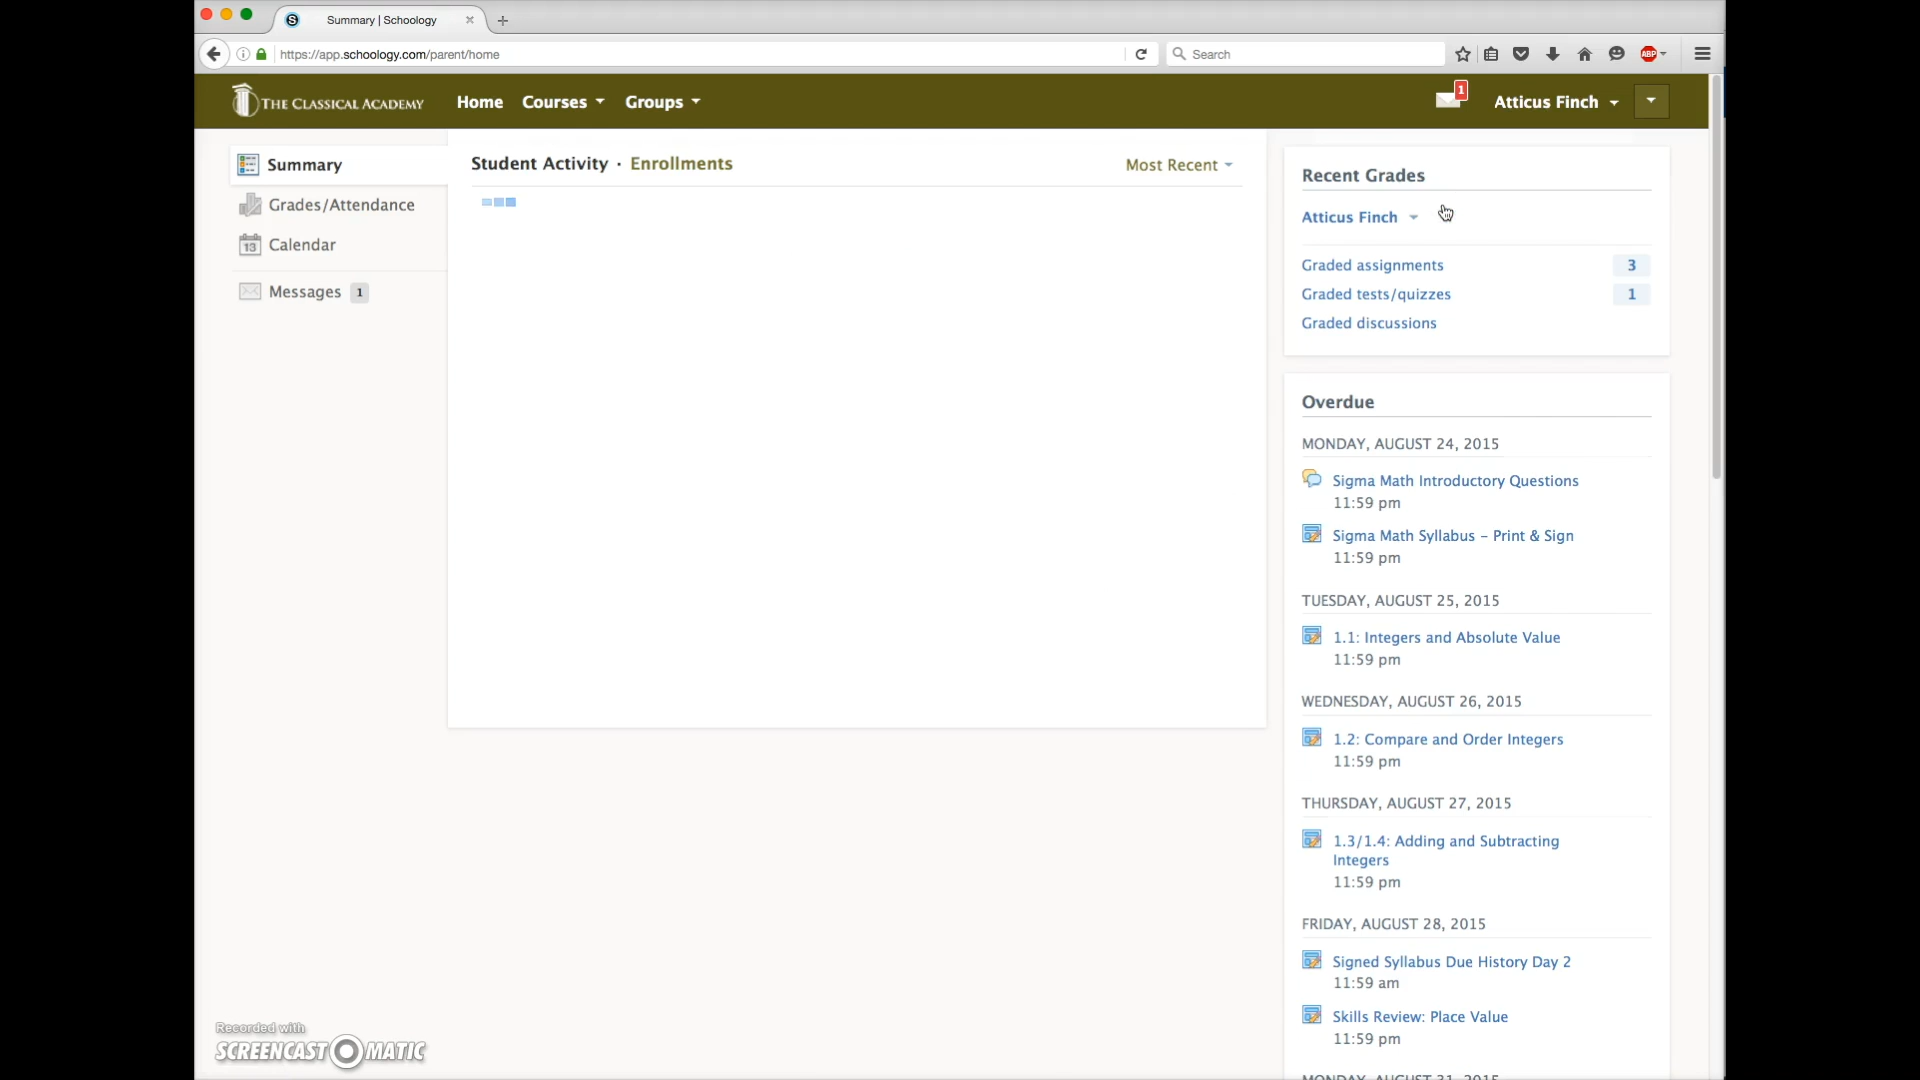 Summary | Schoology
https://app.schoology.com/parent/home
Search
ABP
THE CLASSICAL ACADEMY
Home
Courses
Groups
1
Atticus Finch
Summary
Grades/Attendance
13
Calendar
Messages 1
Student Activity · Enrollments
Most Recent
Recent Grades
Atticus Finch
Graded assignments 3
Graded tests/quizzes 1
Graded discussions
Overdue
MONDAY, AUGUST 24, 2015
Sigma Math Introductory Questions
11:59 pm
Sigma Math Syllabus - Print & Sign
11:59 pm
TUESDAY, AUGUST 25, 2015
1.1: Integers and Absolute Value
11:59 pm
WEDNESDAY, AUGUST 26, 2015
1.2: Compare and Order Integers
11:59 pm
THURSDAY, AUGUST 27, 2015
1.3/1.4: Adding and Subtracting
Integers
11:59 pm
FRIDAY, AUGUST 28, 2015
Signed Syllabus Due History Day 2
11:59 am
Skills Review: Place Value
11:59 pm
MONDAY, AUGUST 31, 2015
Recorded with
SCREENCAST-O-MATIC